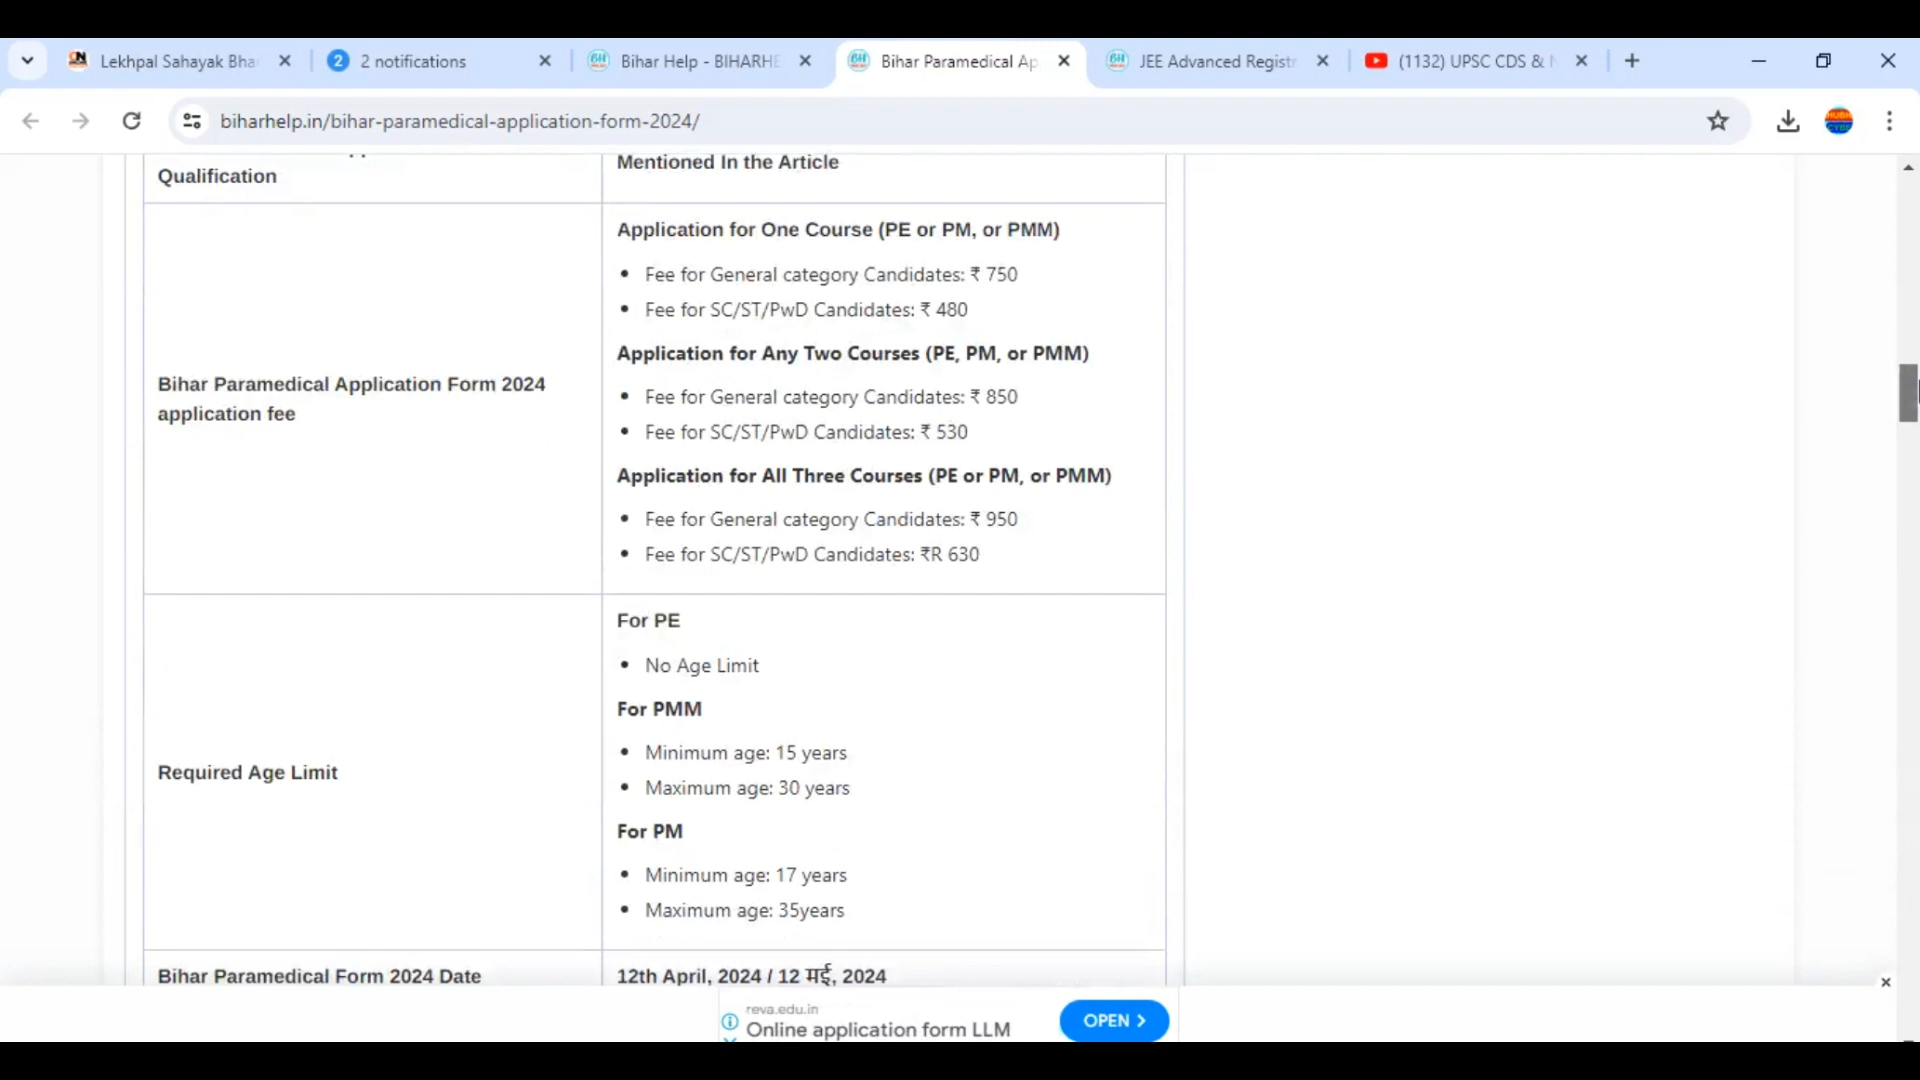 Lekhpal Sahayak Bha
2 2 notifications
Bihar Help - BIHARHE
Bihar Paramedical Ap
JEE Advanced Registr
(1132) UPSC CDS & N
biharhelp.in/bihar-paramedical-application-form-2024/
Qualification
Mentioned In the Article
Bihar Paramedical Application Form 2024
application fee
Application for One Course (PE or PM, or PMM)
• Fee for General category Candidates: ₹ 750
• Fee for SC/ST/PwD Candidates: ₹ 480
Application for Any Two Courses (PE, PM, or PMM)
• Fee for General category Candidates: ₹ 850
• Fee for SC/ST/PwD Candidates: ₹ 530
Application for All Three Courses (PE or PM, or PMM)
• Fee for General category Candidates: ₹ 950
• Fee for SC/ST/PwD Candidates: ₹R 630
Required Age Limit
For PE
• No Age Limit
For PMM
• Minimum age: 15 years
• Maximum age: 30 years
For PM
• Minimum age: 17 years
• Maximum age: 35years
Bihar Paramedical Form 2024 Date
12th April, 2024 / 12 मई, 2024
reva.edu.in
Online application form LLM
OPEN >